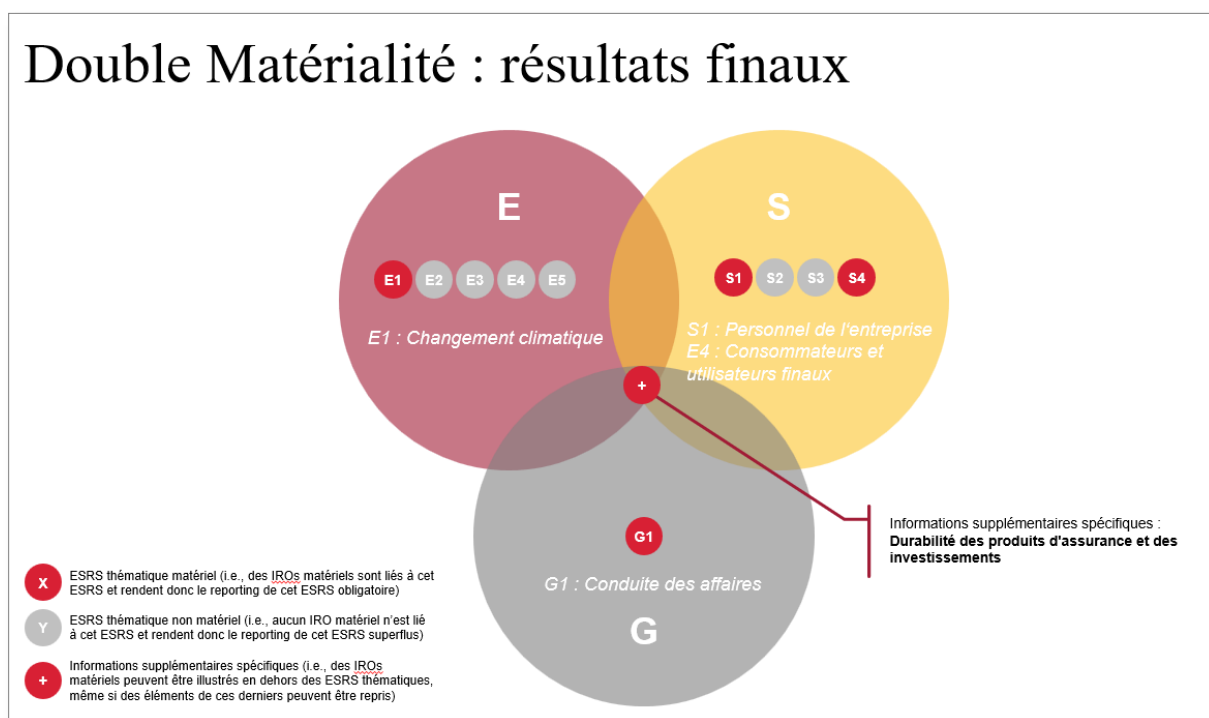 Double Matérialité : résultats finaux
E
S
E1 E2 E3 E4 E5
S1 S2 S3 S4
E1 : Changement climatique
S1 : Personnel de l'entreprise
E4 : Consommateurs et
utilisateurs finaux
+
G1
G1 : Conduite des affaires
G
Informations supplémentaires spécifiques :
Durabilité des produits d'assurance et des
investissements
X
ESRS thématique matériel (i.e., des IROs matériels sont liés à cet
ESRS et rendent donc le reporting de cet ESRS obligatoire)
Y
ESRS thématique non matériel (i.e., aucun IRO matériel n'est lié
à cet ESRS et rendent donc le reporting de cet ESRS superflus)
+
Informations supplémentaires spécifiques (i.e., des IROs
matériels peuvent être illustrés en dehors des ESRS thématiques,
même si des éléments de ces derniers peuvent être repris)